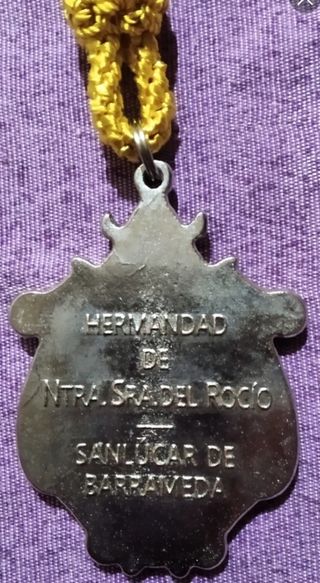 HERMANDAD
DE
NTRA. SRA. DEL ROCÍO
SANLÚCAR DE
BARRAMEDA